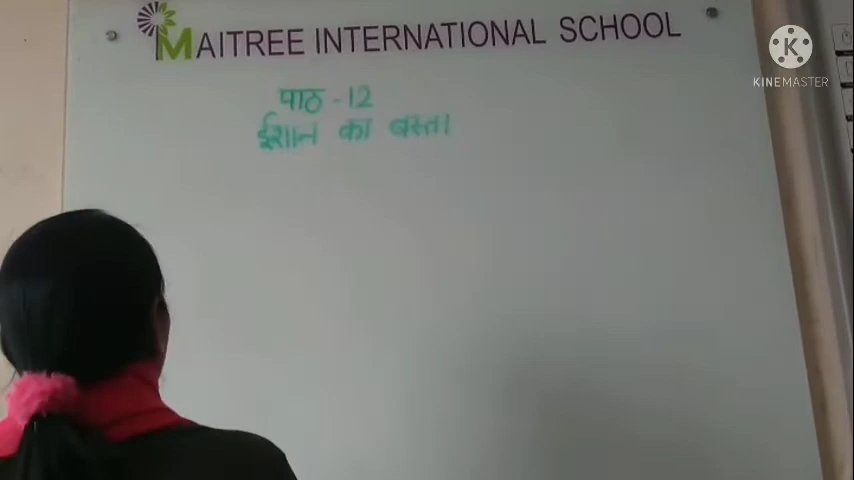 MAITREE INTERNATIONAL SCHOOL
K
KINEMASTER
पाठ -12
ईशान का बस्ता